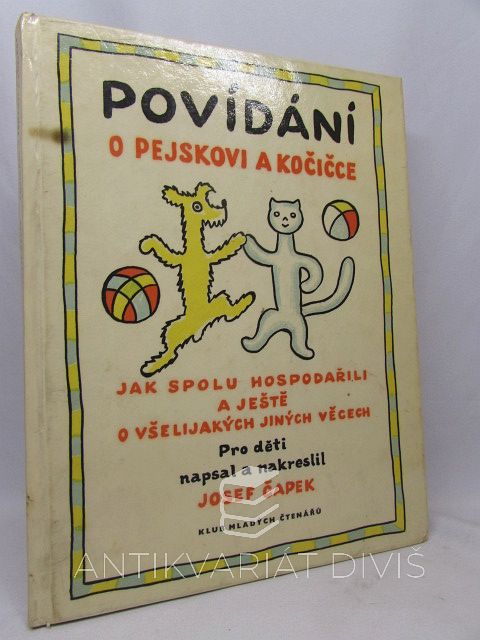 POVÍDÁNÍ
O PEJSKOVI A KOČIČCE
JAK SPOLU HOSPODAŘILI
A JEŠTĚ
O VŠELIJAKÝCH JINÝCH VĚCECH
Pro děti
napsal a nakreslil
JOSEF ČAPEK
KLUB MLADÝCH ČTENÁŘŮ
ANTIKVARIÁT DIVIŠ